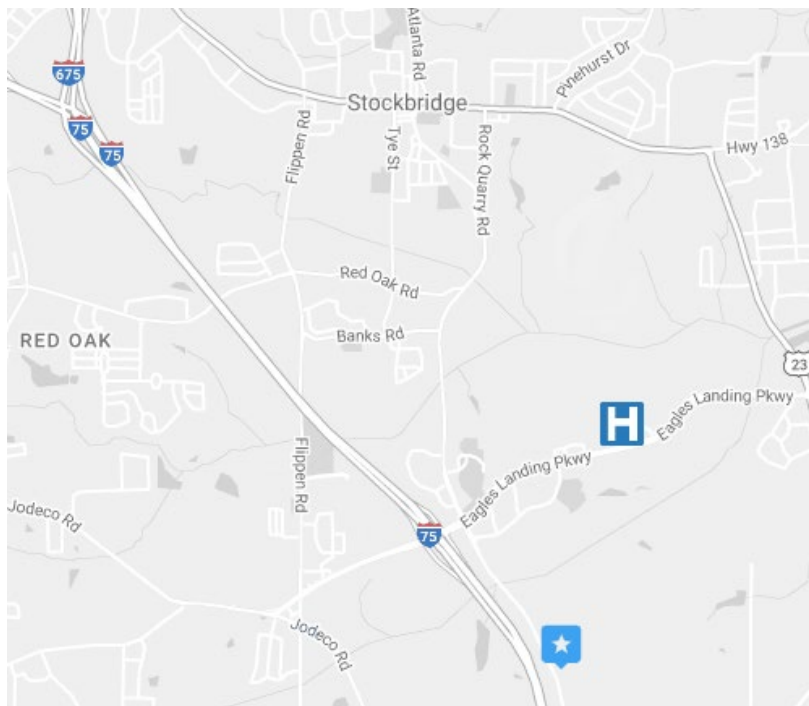 Atlanta Rd
Pinehurst Dr
675
Stockbridge
75
75
Flippen Rd
Tye St
Rock Quarry Rd
Hwy 138
Red Oak Rd
Banks Rd
RED OAK
23
Eagles Landing Pkwy
H
Flippen Rd
Eagles Landing Pkwy
Jodeco Rd
75
Jodeco Rd